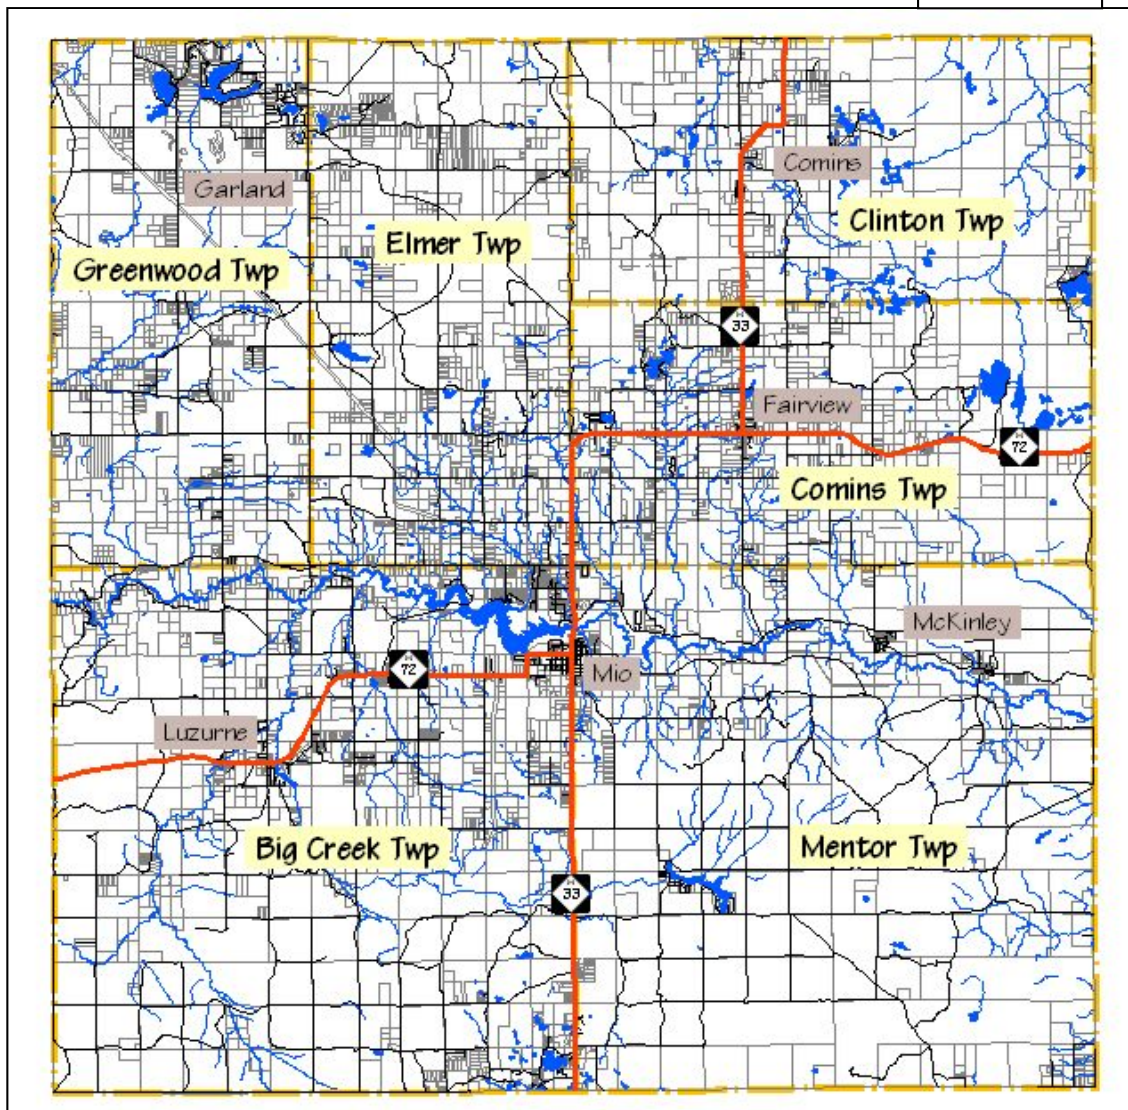 Comins
Garland
Clinton Twp
Elmer Twp
Greenwood Twp
M
33
Fairview
M
72
Comins Twp
McKinley
M
72
Mio
Luzurne
Big Creek Twp
Mentor Twp
M
33